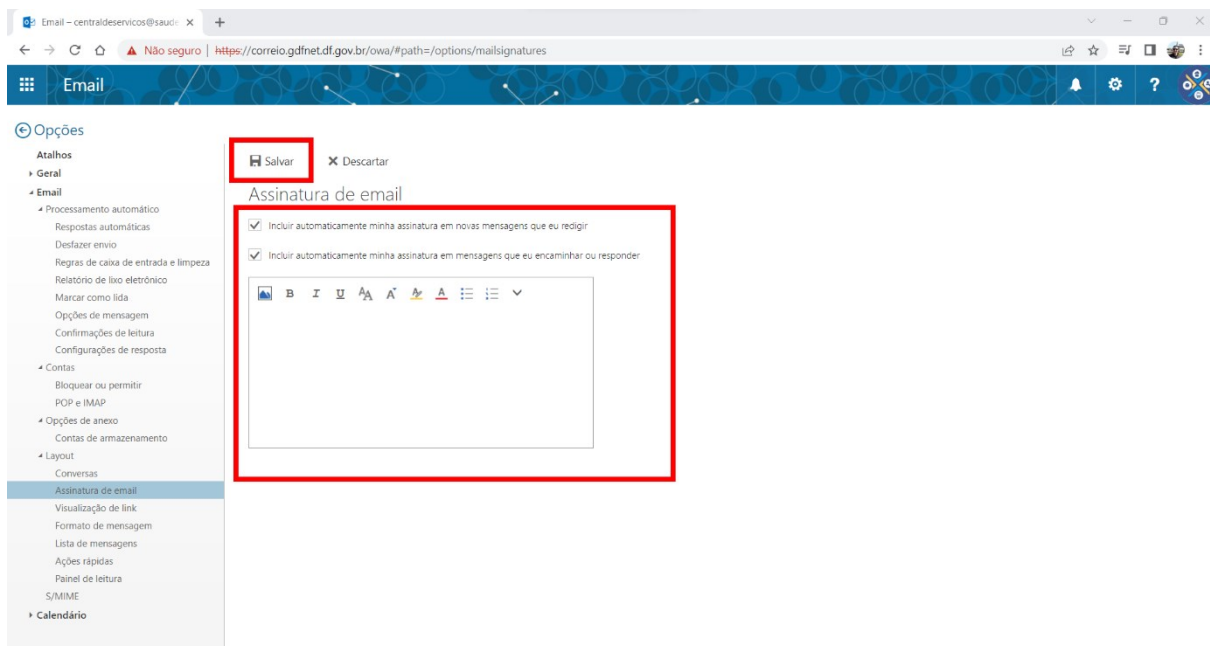 Email – centraldeservicos@saude
Não seguro | https://correio.gdfnet.df.gov.br/owa/#path=/options/mailsignatures
Email
?
Opções
Atalhos
Geral
Email
Processamento automático
Respostas automáticas
Desfazer envio
Regras de caixa de entrada e limpeza
Relatório de lixo eletrônico
Marcar como lida
Opções de mensagem
Confirmações de leitura
Configurações de resposta
Contas
Bloquear ou permitir
POP e IMAP
Opções de anexo
Contas de armazenamento
Layout
Conversas
Assinatura de email
Visualização de link
Formato de mensagem
Lista de mensagens
Ações rápidas
Painel de leitura
S/MIME
Calendário
Salvar Descartar
Assinatura de email
Incluir automaticamente minha assinatura em novas mensagens que eu redigir
Incluir automaticamente minha assinatura em mensagens que eu encaminhar ou responder
B I U AA A A A